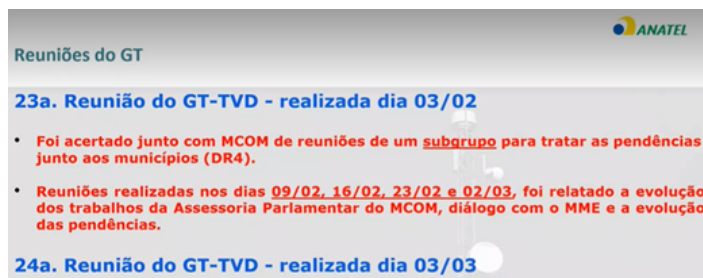 ANATEL
Reuniões do GT
23a. Reunião do GT-TVD - realizada dia 03/02
• Foi acertado junto com MCOM de reuniões de um subgrupo para tratar as pendências
junto aos municípios (DR4).
• Reuniões realizadas nos dias 09/02, 16/02, 23/02 e 02/03, foi relatado a evolução
dos trabalhos da Assessoria Parlamentar do MCOM, diálogo com o MME e a evolução
das pendências.
24a. Reunião do GT-TVD - realizada dia 03/03